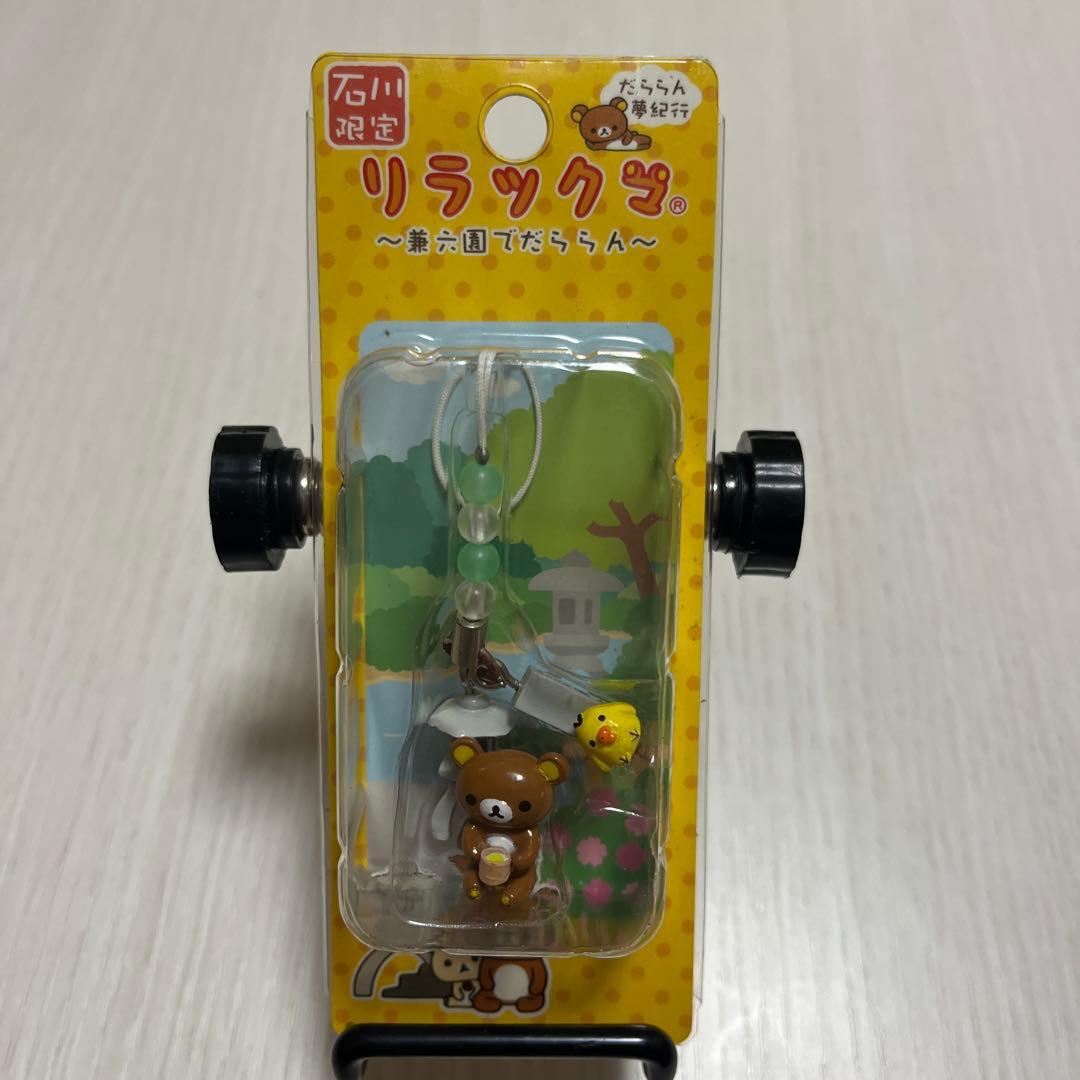 石川
限定
だららん
夢紀行
リラックマ®
～兼六園でだららん～